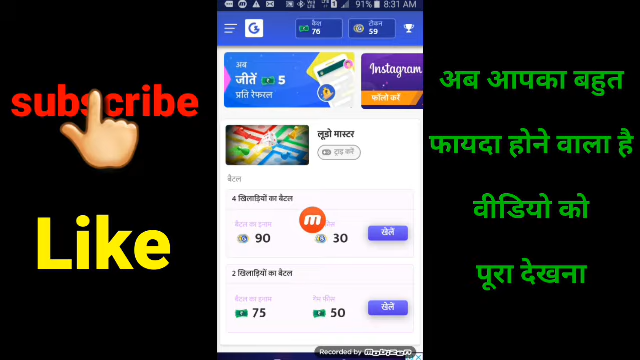 subscribe
Like
8:31 AM
91%
कैश
76
टोकन
59
अब
जीतें 5
प्रति रेफरल
Instagram
फॉलो करें
लूडो मास्टर
ट्राइ करें
बैटल
4 खिलाड़ियों का बैटल
बैटल का इनाम
90
30
खेलें
2 खिलाड़ियों का बैटल
बैटल का इनाम
गेम फ़ीस
75
50
खेलें
Recorded by MOBIZEN
अब आपका बहुत
फायदा होने वाला है
वीडियो को
पूरा देखना